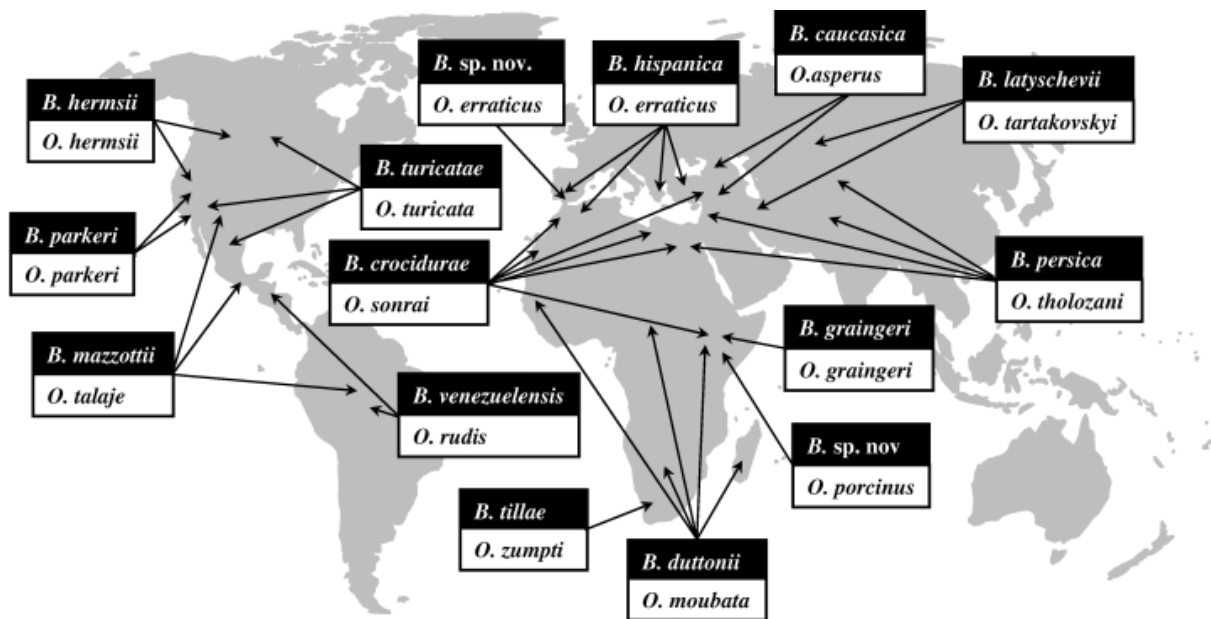 B. caucasica
O.asperus
B. sp. nov.
O. erraticus
B. hispanica
O. erraticus
B. latyschevii
O. tartakovskyi
B. hermsii
O. hermsii
B. turicatae
O. turicata
B. parkeri
O. parkeri
B. crocidurae
O. sonrai
B. persica
O. tholozani
B. mazzottii
O. talaje
B. graingeri
O. graingeri
B. venezuelensis
O. rudis
B. sp. nov
O. porcinus
B. tillae
O. zumpti
B. duttonii
O. moubata